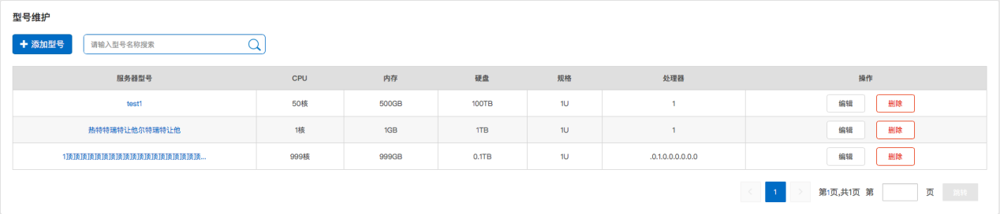 型号维护
添加型号 请输入型号名称搜索
服务器型号 CPU 内存 硬盘 规格 处理器 操作
test1 50核 500GB 100TB 1U 1 编辑 删除
热特特瑞特让他尔特瑞特让他 1核 1GB 1TB 1U 1 编辑 删除
1顶顶顶顶顶顶顶顶顶顶顶顶顶顶顶顶顶顶顶... 999核 999GB 0.1TB 1U .0.1.0.0.0.0.0.0 编辑 删除
< 1 > 第1页,共1页 第 页 跳转